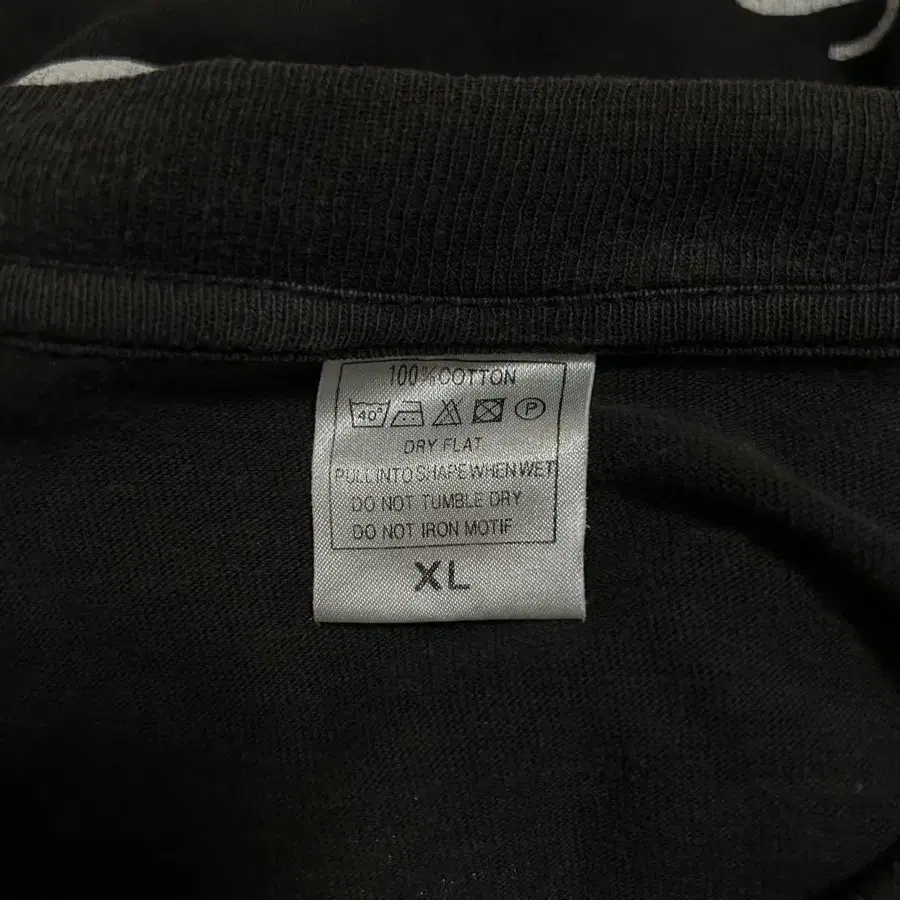 100% COTTON
40° P
DRY FLAT
PULL INTO SHAPE WHEN WET
DO NOT TUMBLE DRY
DO NOT IRON MOTIF
XL